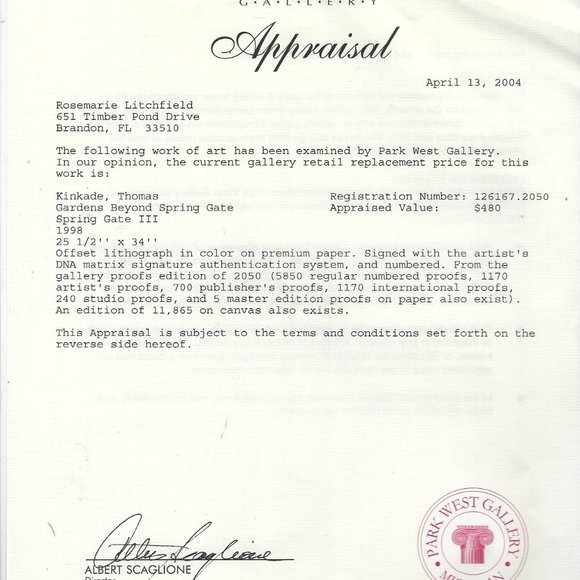 G·A·L·L·E·R·Y
Appraisal
April 13, 2004
Rosemarie Litchfield
651 Timber Pond Drive
Brandon, FL 33510
The following work of art has been examined by Park West Gallery.
In our opinion, the current gallery retail replacement price for this
work is:
Kinkade, Thomas Registration Number: 126167.2050
Gardens Beyond Spring Gate Appraised Value: $480
Spring Gate III
1998
25 1/2'' x 34''
Offset lithograph in color on premium paper. Signed with the artist's
DNA matrix signature authentication system, and numbered. From the
gallery proofs edition of 2050 (5850 regular numbered proofs, 1170
artist's proofs, 700 publisher's proofs, 1170 international proofs,
240 studio proofs, and 5 master edition proofs on paper also exist).
An edition of 11,865 on canvas also exists.
This Appraisal is subject to the terms and conditions set forth on the
reverse side hereof.
Albert Scaglione
ALBERT SCAGLIONE
Director
PARK WEST GALLERY